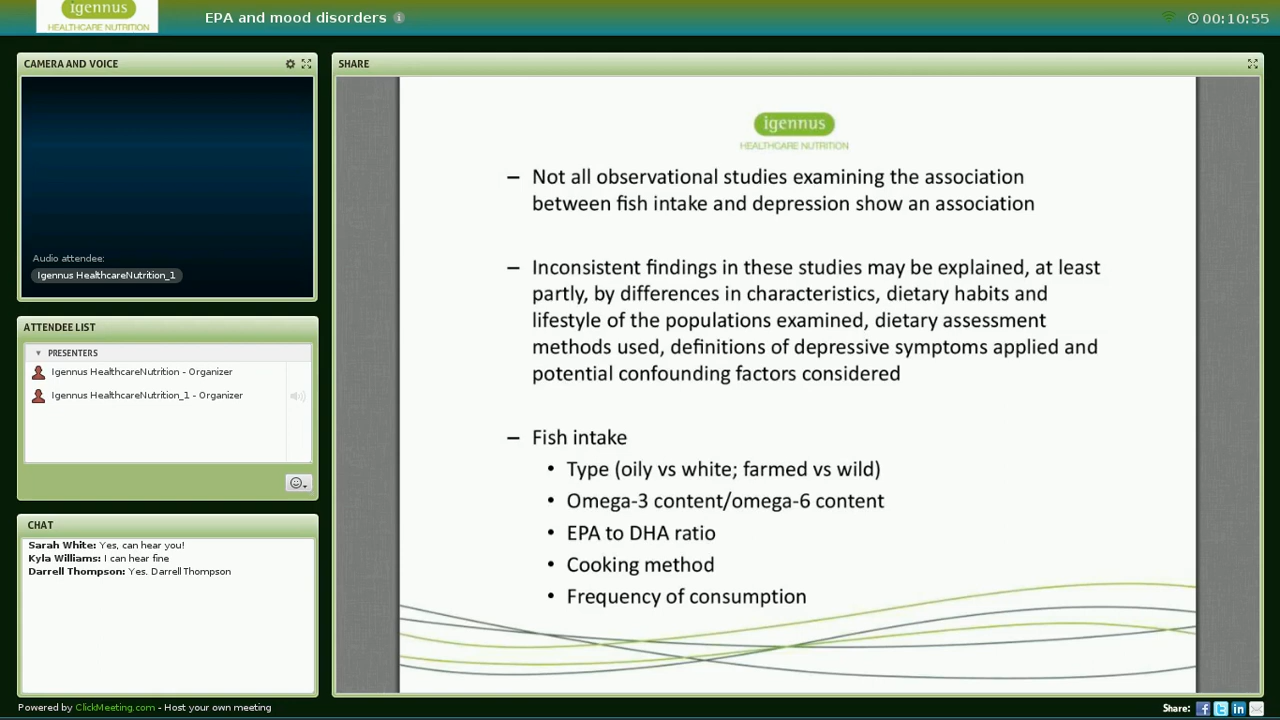 igennus
HEALTHCARE NUTRITION
EPA and mood disorders
00:10:55
CAMERA AND VOICE
Audio attendee:
Igennus HealthcareNutrition_1
ATTENDEE LIST
PRESENTERS
Igennus HealthcareNutrition - Organizer
Igennus HealthcareNutrition_1 - Organizer
CHAT
Sarah White: Yes, can hear you!
Kyla Williams: I can hear fine
Darrell Thompson: Yes. Darrell Thompson
SHARE
igennus
HEALTHCARE NUTRITION
– Not all observational studies examining the association
between fish intake and depression show an association
– Inconsistent findings in these studies may be explained, at least
partly, by differences in characteristics, dietary habits and
lifestyle of the populations examined, dietary assessment
methods used, definitions of depressive symptoms applied and
potential confounding factors considered
– Fish intake
• Type (oily vs white; farmed vs wild)
• Omega-3 content/omega-6 content
• EPA to DHA ratio
• Cooking method
• Frequency of consumption
Powered by ClickMeeting.com - Host your own meeting
Share: